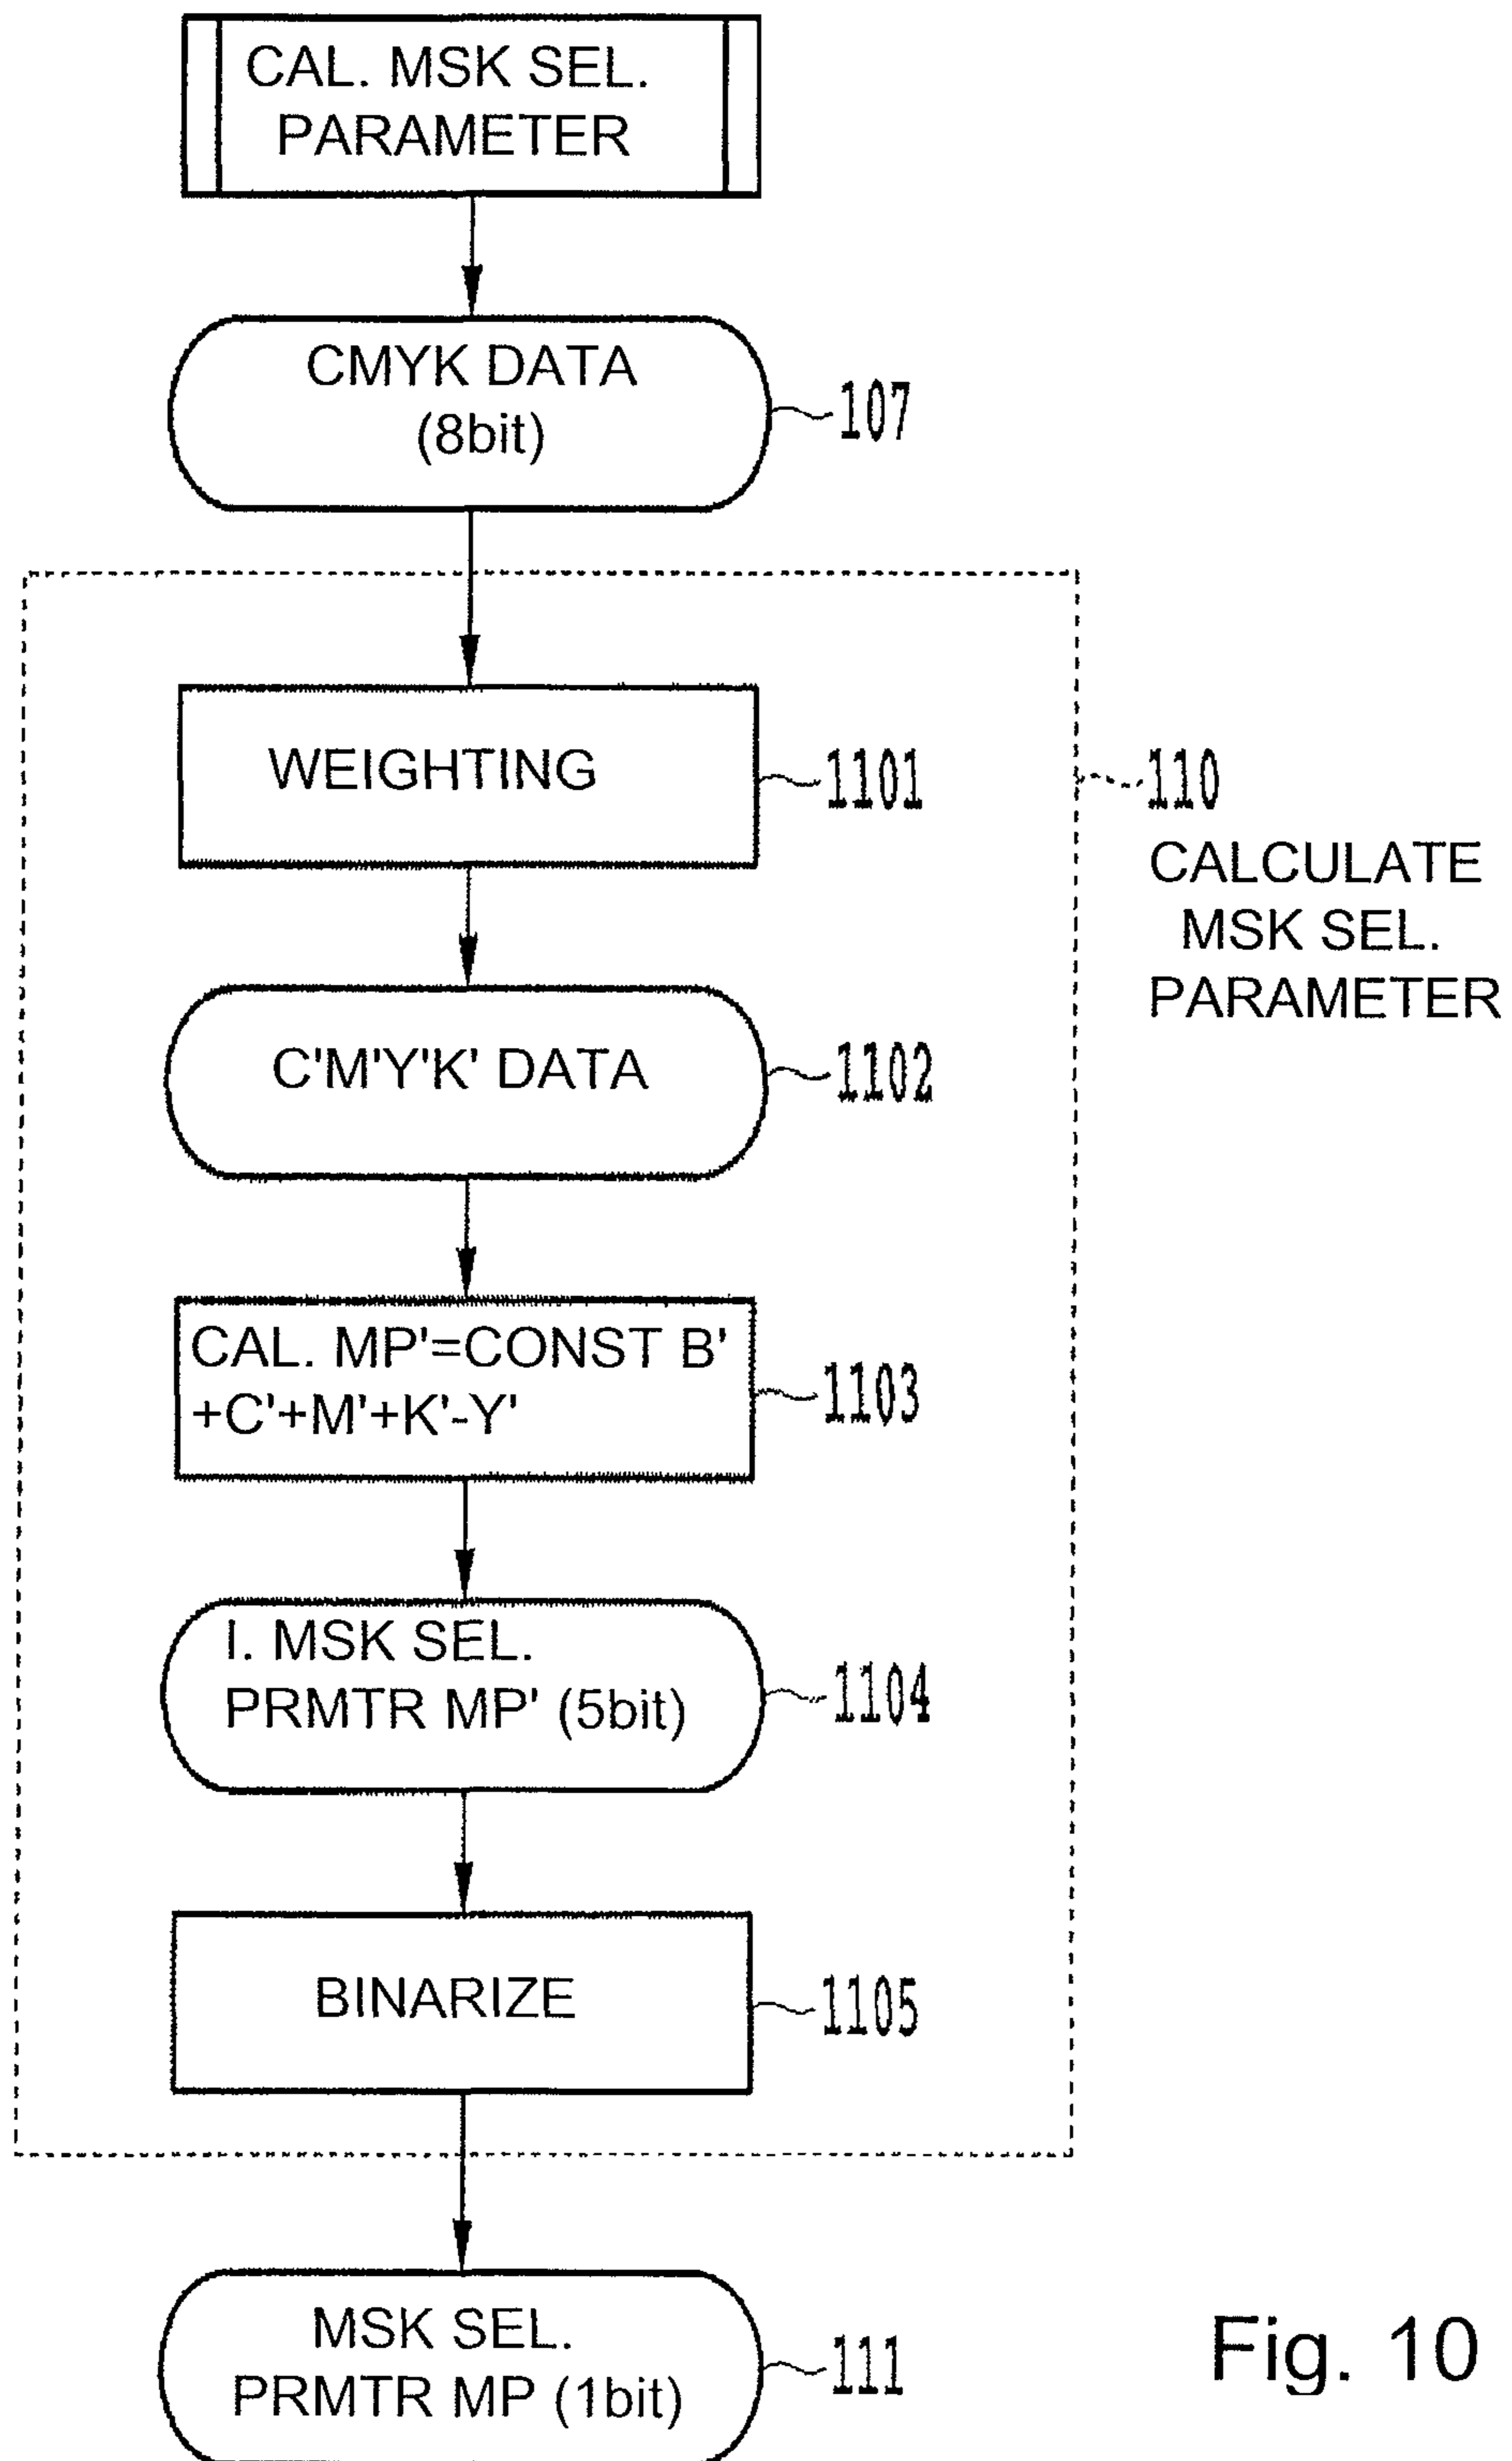 CAL. MSK SEL.
PARAMETER
CMYK DATA
(8bit)
107
WEIGHTING
1101
110
CALCULATE
MSK SEL.
PARAMETER
C'M'Y'K' DATA
1102
CAL. MP'=CONST B'
+C'+M'+K'-Y'
1103
I. MSK SEL.
PRMTR MP' (5bit)
1104
BINARIZE
1105
MSK SEL.
PRMTR MP (1bit)
111
Fig. 10